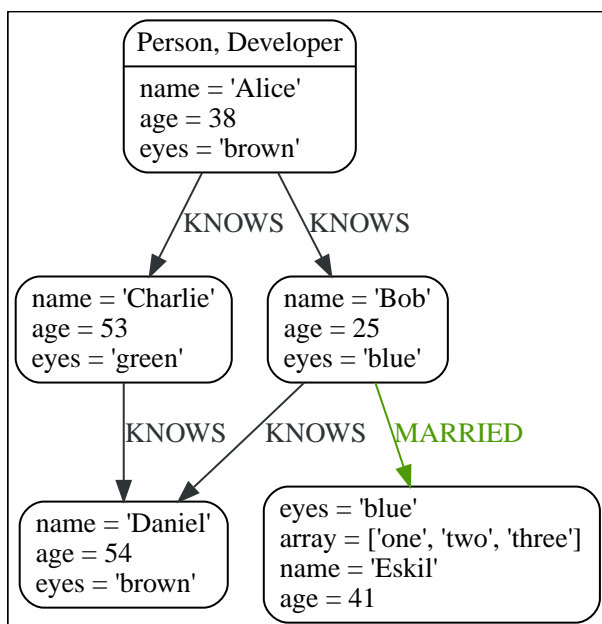 Person, Developer
name = 'Alice'
age = 38
eyes = 'brown'
KNOWS
KNOWS
name = 'Charlie'
age = 53
eyes = 'green'
name = 'Bob'
age = 25
eyes = 'blue'
KNOWS
KNOWS
MARRIED
name = 'Daniel'
age = 54
eyes = 'brown'
eyes = 'blue'
array = ['one', 'two', 'three']
name = 'Eskil'
age = 41